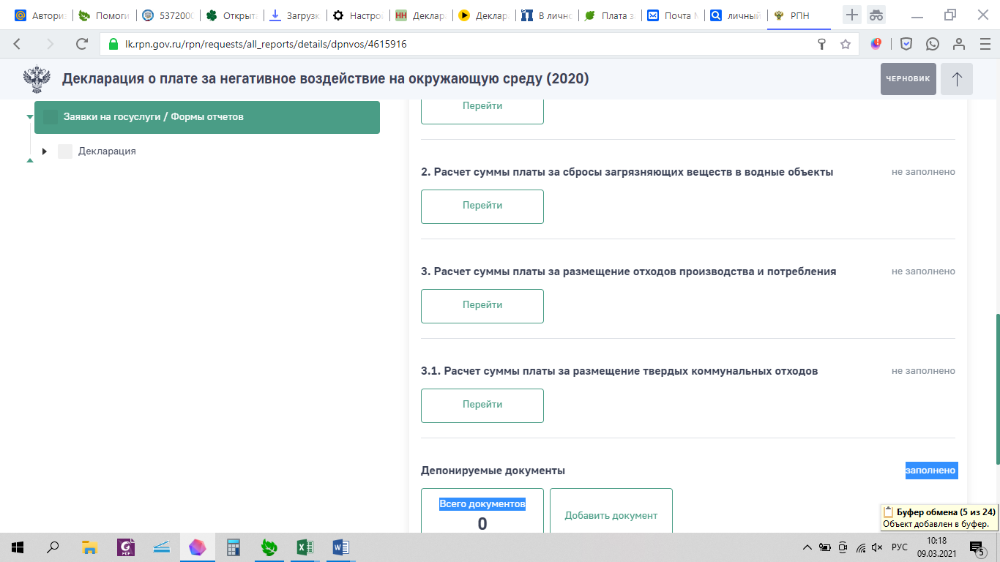 Авториз
Помоги
5372000
Открыта
Загрузк
Настрой
Деклар
Деклар
В лично
Плата з
Почта M
личный
РПН
lk.rpn.gov.ru/rpn/requests/all_reports/details/dpnvos/4615916
Декларация о плате за негативное воздействие на окружающую среду (2020)
ЧЕРНОВИК
Заявки на госуслуги / Формы отчетов
Декларация
Перейти
2. Расчет суммы платы за сбросы загрязняющих веществ в водные объекты
не заполнено
Перейти
3. Расчет суммы платы за размещение отходов производства и потребления
не заполнено
Перейти
3.1. Расчет суммы платы за размещение твердых коммунальных отходов
не заполнено
Перейти
Депонируемые документы
заполнено
Всего документов
0
Добавить документ
Буфер обмена (5 из 24)
Объект добавлен в буфер.
РУС
10:18
09.03.2021
5